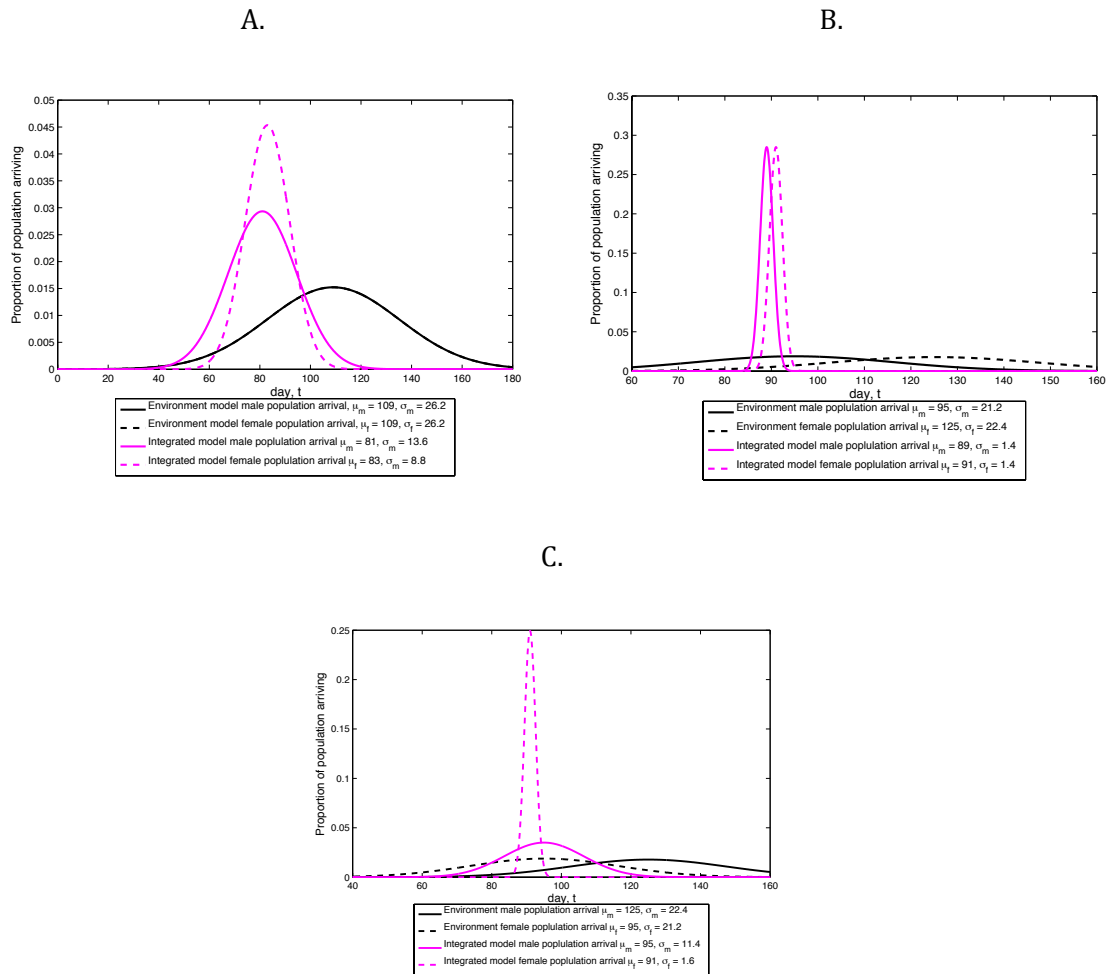 A.
0.05
0.045
0.04
0.035
0.03
0.025
0.02
0.015
0.01
0.005
0
Proportion of population arriving
0 20 40 60 80 100 120 140 160 180
day, t
Environment model male population arrival, μm = 109, σm = 26.2
Environment model female population arrival, μf = 109, σf = 26.2
Integrated model male poplulation arrival μm = 81, σm = 13.6
Integrated model female poplulation arrival μf = 83, σm = 8.8
B.
0.35
0.3
0.25
0.2
0.15
0.1
0.05
0
Proportion of population arriving
60 70 80 90 100 110 120 130 140 150 160
day, t
Environment male poplulation arrival μm = 95, σm = 21.2
Environment female poplulation arrival μf = 125, σf = 22.4
Integrated model male poplulation arrival μm = 89, σm = 1.4
Integrated model female poplulation arrival μf = 91, σf = 1.4
C.
0.25
0.2
0.15
0.1
0.05
0
Proportion of population arriving
40 60 80 100 120 140 160
day, t
Environment male poplulation arrival μm = 125, σm = 22.4
Environment female poplulation arrival μf = 95, σf = 21.2
Integrated model male poplulation arrival μm = 95, σm = 11.4
Integrated model female poplulation arrival μf = 91, σf = 1.6